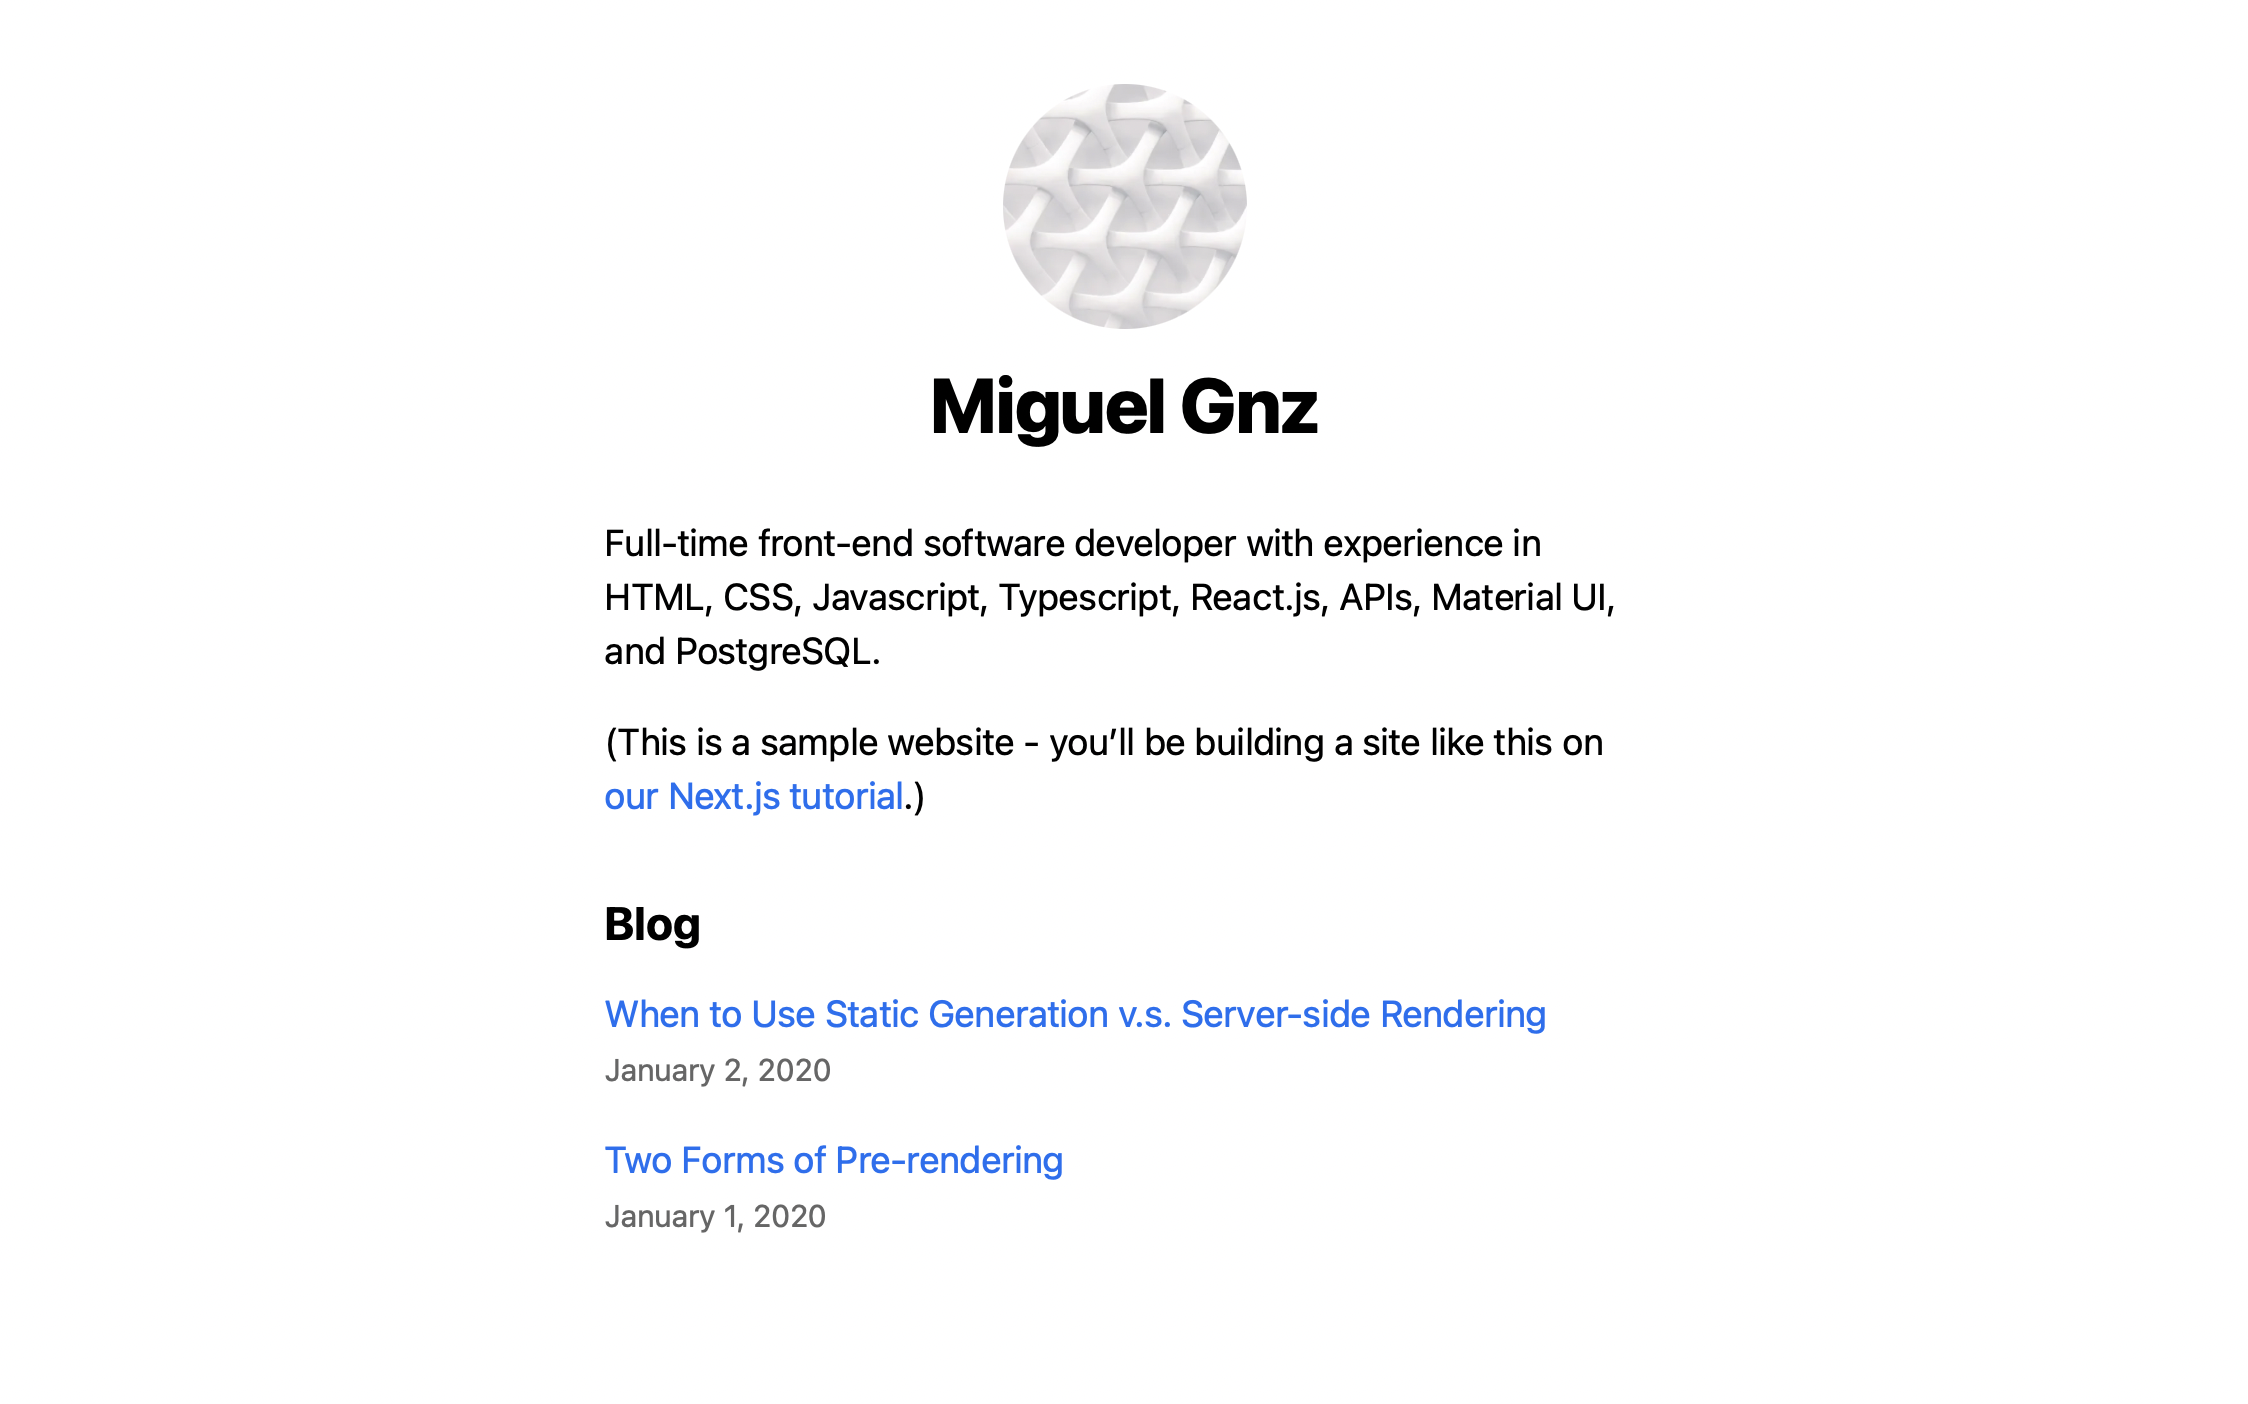 Miguel Gnz
Full-time front-end software developer with experience in
HTML, CSS, Javascript, Typescript, React.js, APIs, Material UI,
and PostgreSQL.
(This is a sample website - you’ll be building a site like this on
our Next.js tutorial.)
Blog
When to Use Static Generation v.s. Server-side Rendering
January 2, 2020
Two Forms of Pre-rendering
January 1, 2020